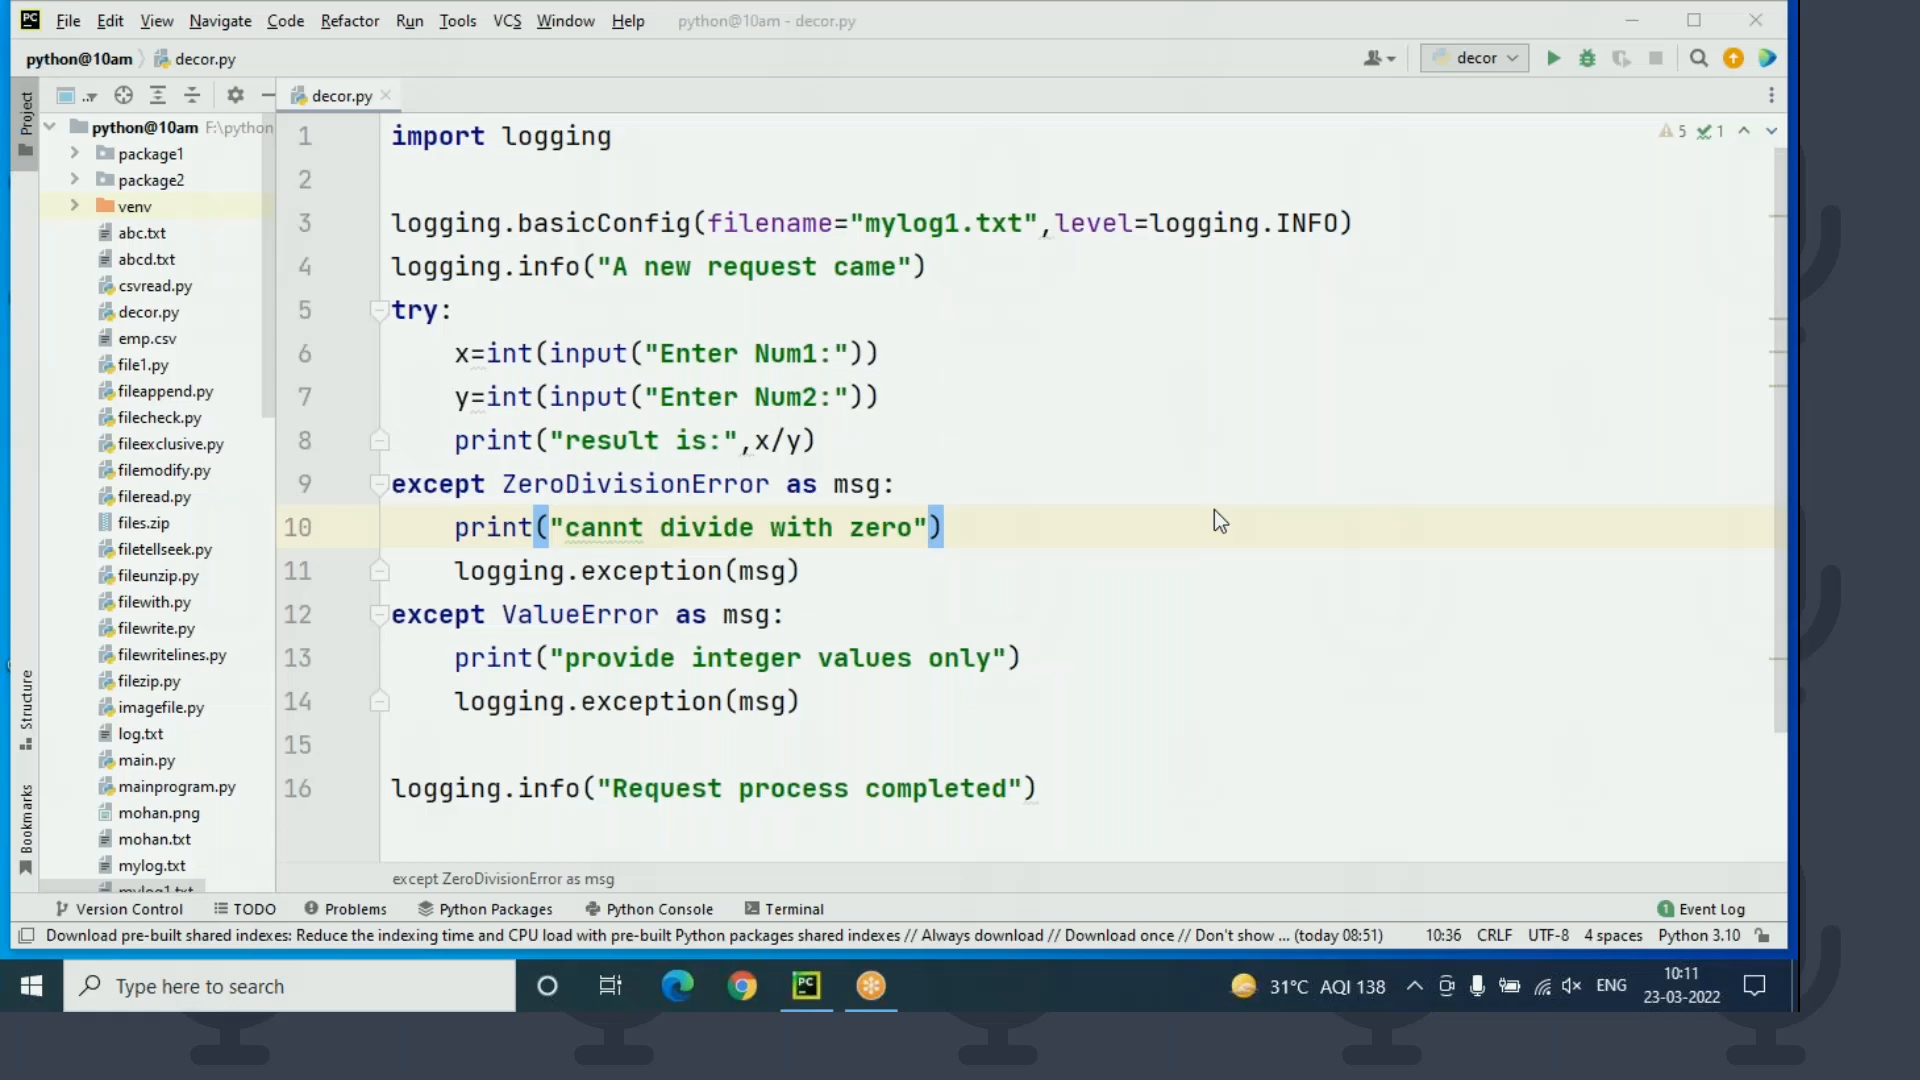 PC File Edit View Navigate Code Refactor Run Tools VCS Window Help python@10am - decor.py
python@10am decor.py decor
Project decor.py
python@10am F:\python
package1
package2
venv
abc.txt
abcd.txt
csvread.py
decor.py
emp.csv
file1.py
fileappend.py
filecheck.py
fileexclusive.py
filemodify.py
fileread.py
files.zip
filetellseek.py
fileunzip.py
filewith.py
filewrite.py
filewritelines.py
filezip.py
imagefile.py
log.txt
main.py
mainprogram.py
mohan.png
mohan.txt
mylog.txt
mylog1.txt
Structure
Bookmarks
5 1
1 import logging
2
3 logging.basicConfig(filename="mylog1.txt",level=logging.INFO)
4 logging.info("A new request came")
5 try:
6 x=int(input("Enter Num1:"))
7 y=int(input("Enter Num2:"))
8 print("result is:",x/y)
9 except ZeroDivisionError as msg:
10 print("cannt divide with zero")
11 logging.exception(msg)
12 except ValueError as msg:
13 print("provide integer values only")
14 logging.exception(msg)
15
16 logging.info("Request process completed")
except ZeroDivisionError as msg
Version Control TODO Problems Python Packages Python Console Terminal 1 Event Log
Download pre-built shared indexes: Reduce the indexing time and CPU load with pre-built Python packages shared indexes // Always download // Download once // Don't show ... (today 08:51) 10:36 CRLF UTF-8 4 spaces Python 3.10
Type here to search PC 31°C AQI 138 ENG 10:11
23-03-2022